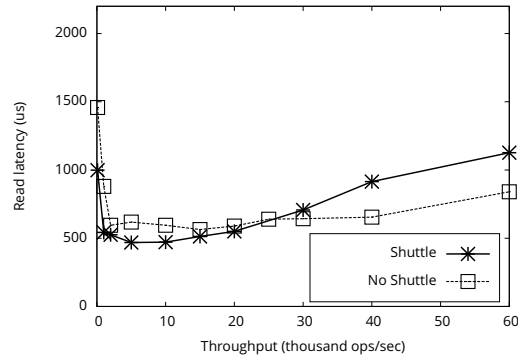 2000
1500
1000
500
0
Read latency (us)
Shuttle
No Shuttle
0 10 20 30 40 50 60
Throughput (thousand ops/sec)